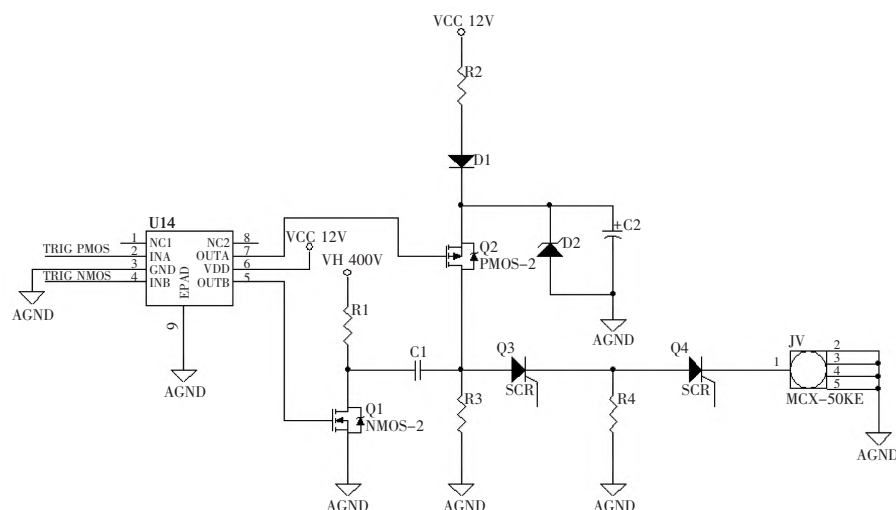 VCC 12V
R2
D1
U14
1 NC1 NC2 8
TRIG PMOS 2 INA OUTA 7
3 GND VDD 6
TRIG NMOS 4 INB OUTB 5
EPAD
9
AGND
AGND
VCC 12V
VH 400V
R1
Q2
PMOS-2
D2
+
C2
AGND
C1
Q1
NMOS-2
AGND
R3
AGND
Q3
SCR
R4
AGND
Q4
SCR
1
JV
2
3
4
5
MCX-50KE
AGND